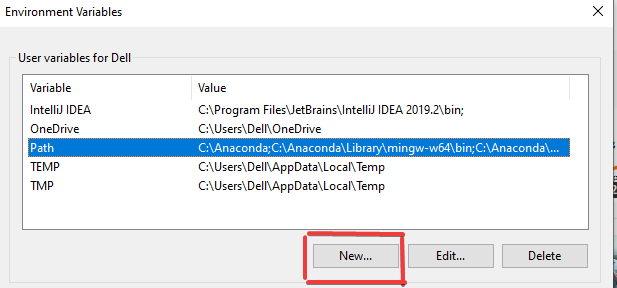 Environment Variables
User variables for Dell
Variable Value
IntelliJ IDEA C:\Program Files\JetBrains\IntelliJ IDEA 2019.2\bin;
OneDrive C:\Users\Dell\OneDrive
Path C:\Anaconda;C:\Anaconda\Library\mingw-w64\bin;C:\Anaconda\...
TEMP C:\Users\Dell\AppData\Local\Temp
TMP C:\Users\Dell\AppData\Local\Temp
New... Edit... Delete